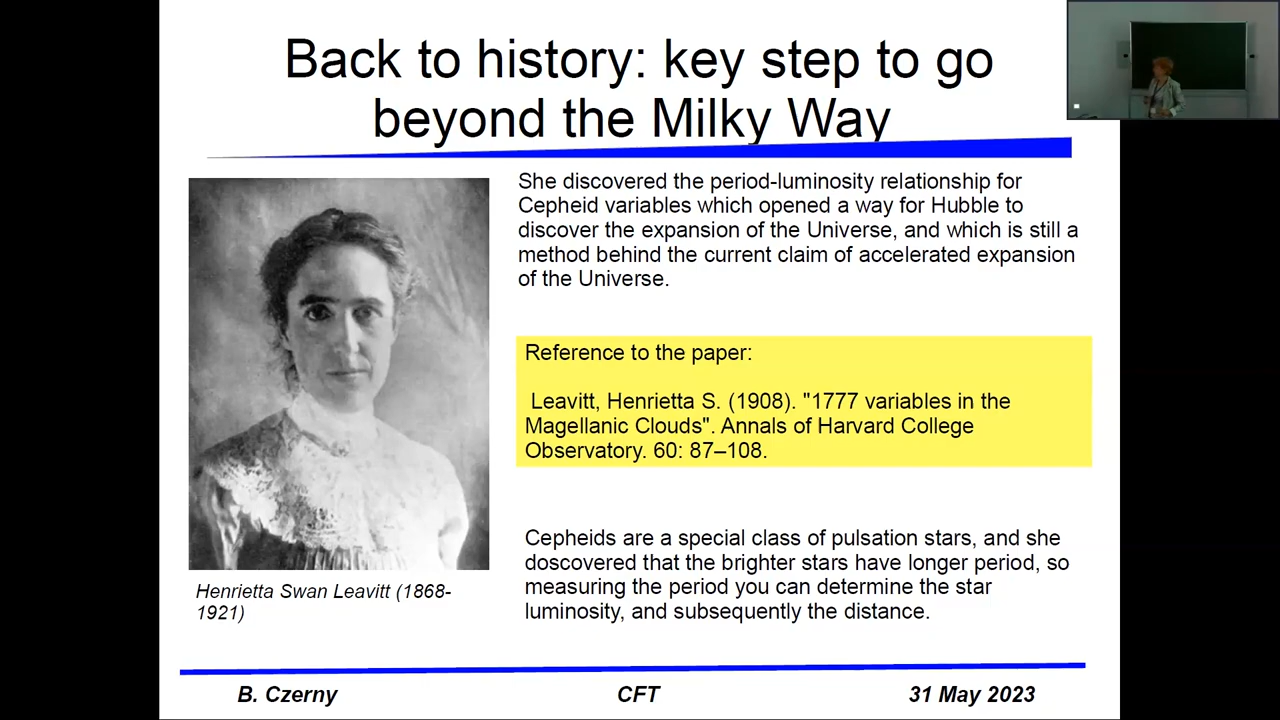 Back to history: key step to go
beyond the Milky Way
She discovered the period-luminosity relationship for
Cepheid variables which opened a way for Hubble to
discover the expansion of the Universe, and which is still a
method behind the current claim of accelerated expansion
of the Universe.
Reference to the paper:
Leavitt, Henrietta S. (1908). "1777 variables in the
Magellanic Clouds". Annals of Harvard College
Observatory. 60: 87–108.
Cepheids are a special class of pulsation stars, and she
doscovered that the brighter stars have longer period, so
measuring the period you can determine the star
luminosity, and subsequently the distance.
Henrietta Swan Leavitt (1868-
1921)
B. Czerny CFT 31 May 2023